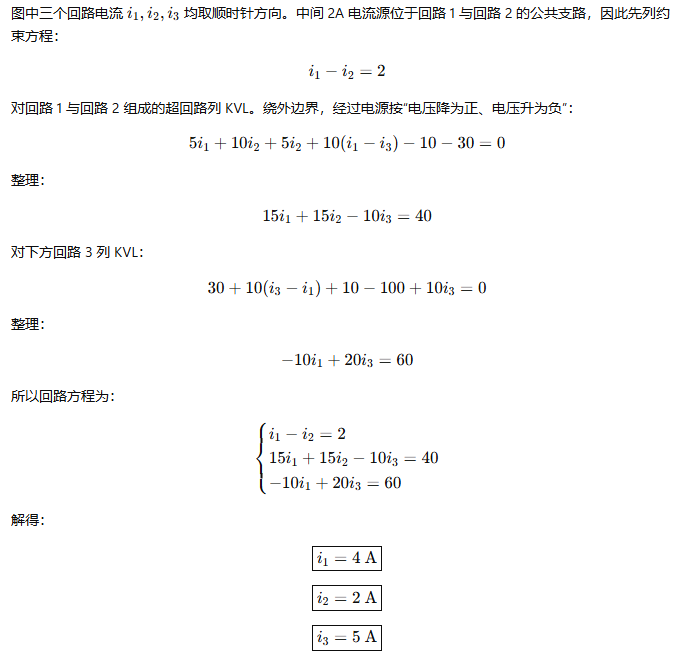 图中三个回路电流 i₁, i₂, i₃ 均取顺时针方向。中间 2A 电流源位于回路 1 与回路 2 的公共支路，因此先列约
束方程：
i₁ − i₂ = 2
对回路 1 与回路 2 组成的超回路列 KVL。绕外边界，经过电源按“电压降为正、电压升为负”：
5i₁ + 10i₂ + 5i₂ + 10(i₁ − i₃) − 10 − 30 = 0
整理：
15i₁ + 15i₂ − 10i₃ = 40
对下方回路 3 列 KVL：
30 + 10(i₃ − i₁) + 10 − 100 + 10i₃ = 0
整理：
−10i₁ + 20i₃ = 60
所以回路方程为：
i₁ − i₂ = 2
15i₁ + 15i₂ − 10i₃ = 40
−10i₁ + 20i₃ = 60
解得：
i₁ = 4 A
i₂ = 2 A
i₃ = 5 A